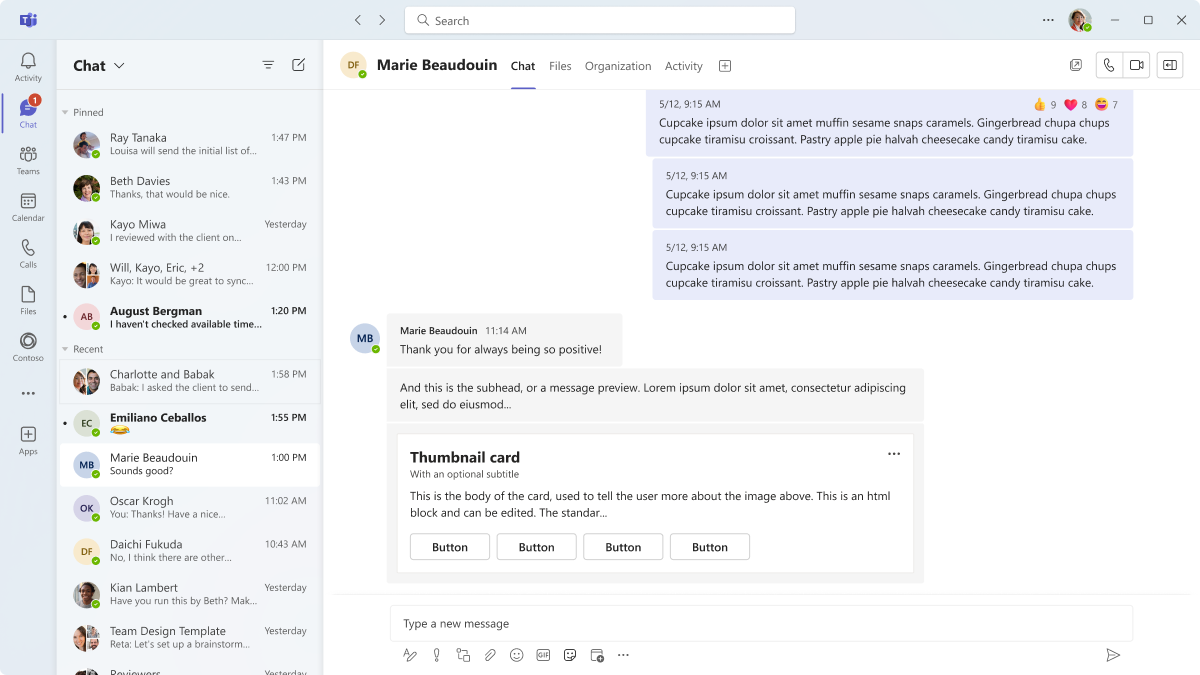 Search
Activity
1
Chat
Teams
Calendar
Calls
Files
Contoso
Apps
Chat
Pinned
Ray Tanaka 1:47 PM
Louisa will send the initial list of...
Beth Davies 1:43 PM
Thanks, that would be nice.
Kayo Miwa Yesterday
I reviewed with the client on...
Will, Kayo, Eric, +2 12:00 PM
Kayo: It would be great to sync...
AB August Bergman 1:20 PM
I haven't checked available time...
Recent
Charlotte and Babak 1:58 PM
Babak: I asked the client to send...
EC Emiliano Ceballos 1:55 PM
MB Marie Beaudouin 1:00 PM
Sounds good?
OK Oscar Krogh 11:02 AM
You: Thanks! Have a nice...
DF Daichi Fukuda 10:43 AM
No, I think there are other...
Kian Lambert Yesterday
Have you run this by Beth? Mak...
Team Design Template Yesterday
Reta: Let's set up a brainstorm...
Reviewers
DF Marie Beaudouin Chat Files Organization Activity
5/12, 9:15 AM 9 8 7
Cupcake ipsum dolor sit amet muffin sesame snaps caramels. Gingerbread chupa chups
cupcake tiramisu croissant. Pastry apple pie halvah cheesecake candy tiramisu cake.
5/12, 9:15 AM
Cupcake ipsum dolor sit amet muffin sesame snaps caramels. Gingerbread chupa chups
cupcake tiramisu croissant. Pastry apple pie halvah cheesecake candy tiramisu cake.
5/12, 9:15 AM
Cupcake ipsum dolor sit amet muffin sesame snaps caramels. Gingerbread chupa chups
cupcake tiramisu croissant. Pastry apple pie halvah cheesecake candy tiramisu cake.
MB Marie Beaudouin 11:14 AM
Thank you for always being so positive!
And this is the subhead, or a message preview. Lorem ipsum dolor sit amet, consectetur adipiscing
elit, sed do eiusmod...
Thumbnail card
With an optional subtitle
This is the body of the card, used to tell the user more about the image above. This is an html
block and can be edited. The standar...
Button Button Button Button
Type a new message
GIF